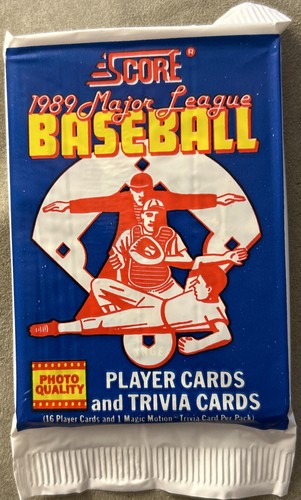 SCORE®
1989 Major League
BASEBALL
S
PHOTO
QUALITY
PLAYER CARDS
and TRIVIA CARDS
(16 Player Cards and 1 Magic Motion™ Trivia Card Per Pack)